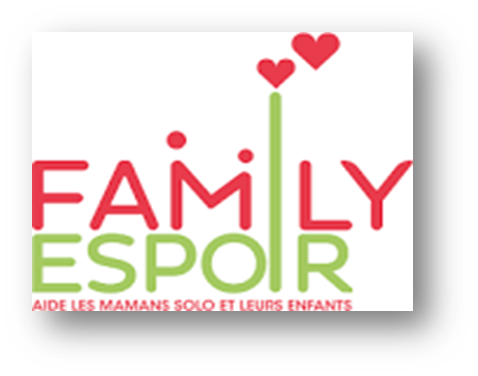 FAMILY
ESPOIR
AIDE LES MAMANS SOLO ET LEURS ENFANTS